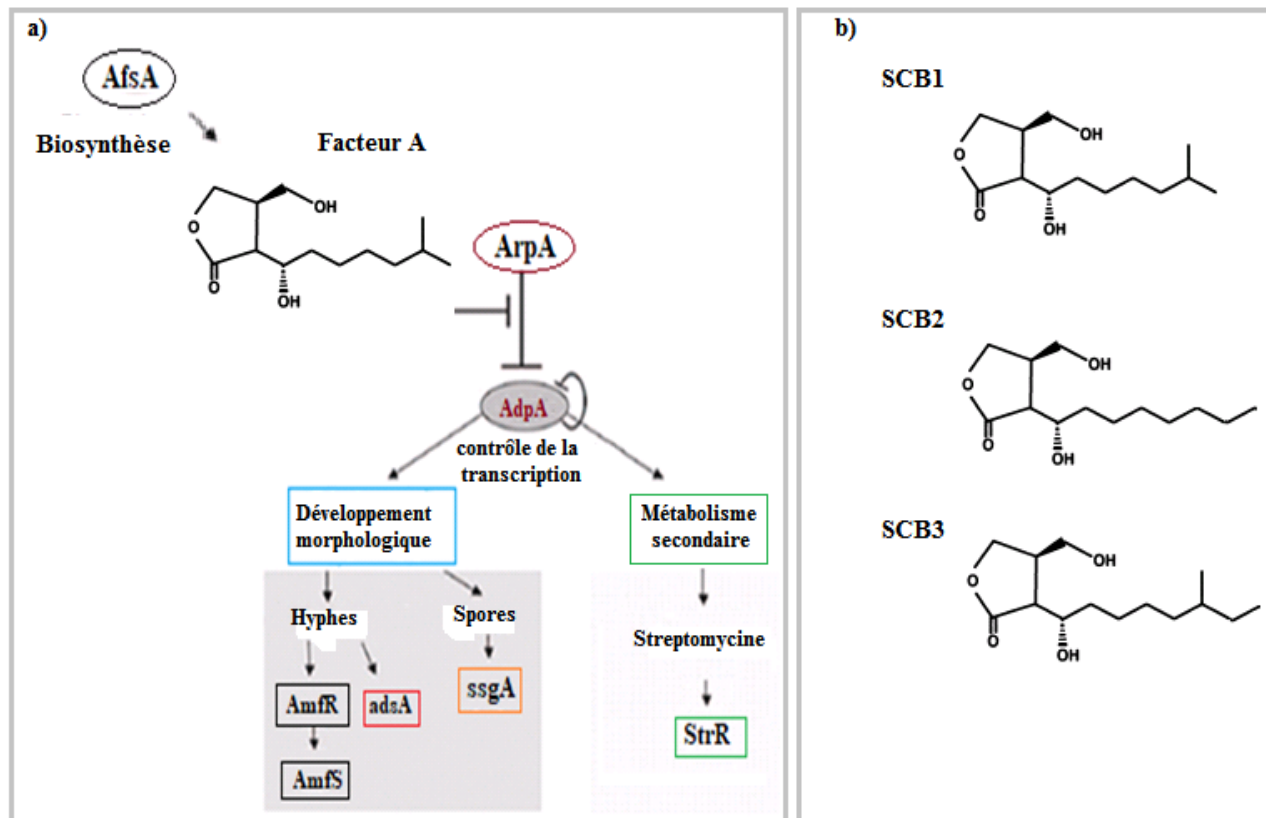 a)
AfsA
Biosynthèse
Facteur A
OH
O
O
OH
ArpA
AdpA
contrôle de la
transcription
Développement
morphologique
Métabolisme
secondaire
Hyphes
Spores
Streptomycine
AmfR
adsA
ssgA
StrR
AmfS
b)
SCB1
OH
O
O
OH
SCB2
OH
O
O
OH
SCB3
OH
O
O
OH